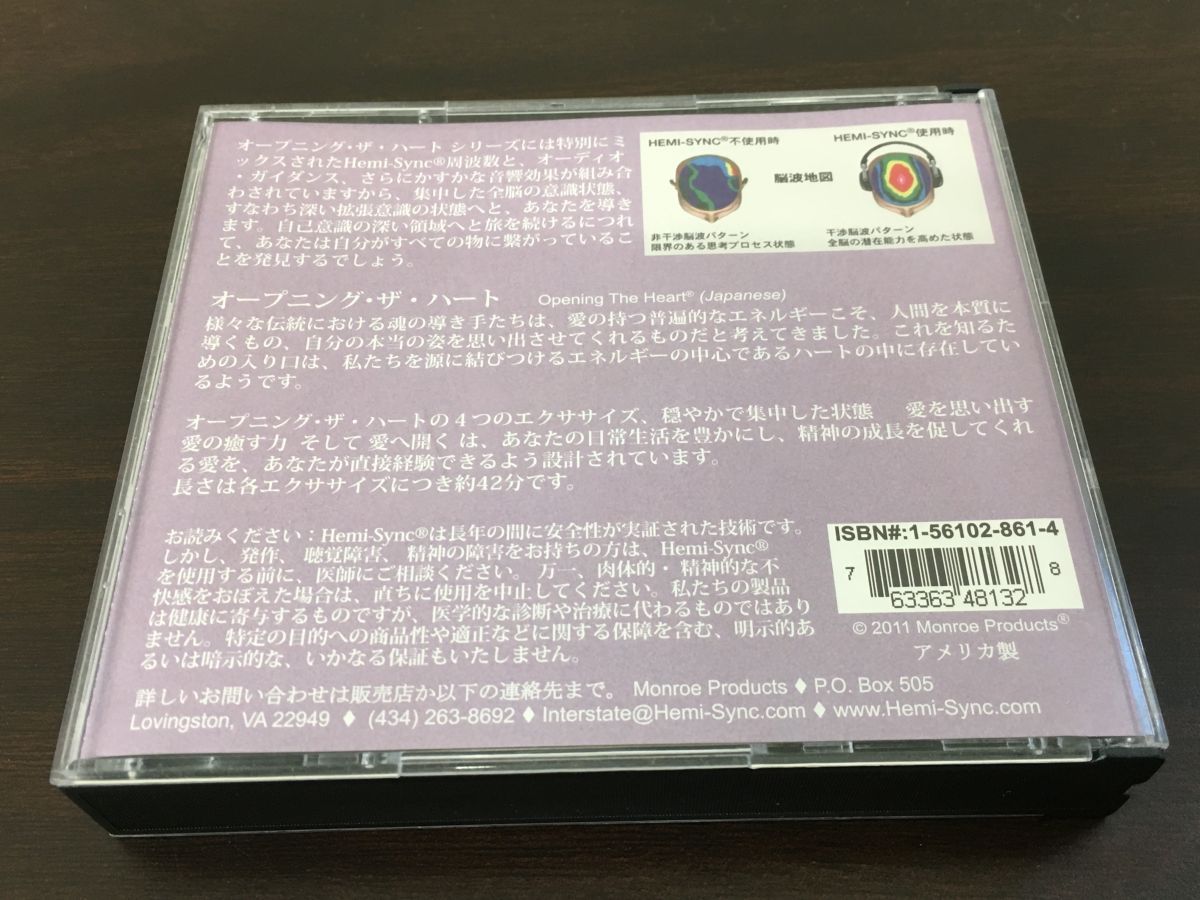 オープニング・ザ・ハート シリーズには特別にミ
ックスされたHemi-Sync®周波数と、オーディオ
・ガイダンス、さらにかすかな音響効果が組み合
わされていますから、集中した全脳の意識状態、
すなわち深い拡張意識の状態へと、あなたを導き
ます。自己意識の深い領域へと旅を続けるにつれ
て、あなたは自分がすべての物に繋がっているこ
とを発見するでしょう。
HEMI-SYNC®不使用時
HEMI-SYNC®使用時
脳波地図
非干渉脳波パターン
限界のある思考プロセス状態
干渉脳波パターン
全脳の潜在能力を高めた状態
オープニング・ザ・ハート Opening The Heart® (Japanese)
様々な伝統における魂の導き手たちは、愛の持つ普遍的なエネルギーこそ、人間を本質に
導くもの、自分の本当の姿を思い出させてくれるものだと考えてきました。これを知るた
めの入り口は、私たちを源に結びつけるエネルギーの中心であるハートの中に存在してい
るようです。
オープニング・ザ・ハートの４つのエクササイズ、穏やかで集中した状態 愛を思い出す
愛の癒す力 そして 愛へ開く は、あなたの日常生活を豊かにし、精神の成長を促してくれ
る愛を、あなたが直接経験できるよう設計されています。
長さは各エクササイズにつき約42分です。
お読みください：Hemi-Sync®は長年の間に安全性が実証された技術です。
しかし、発作、 聴覚障害、 精神の障害をお持ちの方は、Hemi-Sync®
を使用する前に、医師にご相談ください。 万一、肉体的・ 精神的な不
快感をおぼえた場合は、直ちに使用を中止してください。私たちの製品
は健康に寄与するものですが、医学的な診断や治療に代わるものではあり
ません。特定の目的への商品性や適正などに関する保障を含む、明示的あ
るいは暗示的な、いかなる保証もいたしません。
ISBN#:1-56102-861-4
7 63363 48132 8
© 2011 Monroe Products®
アメリカ製
詳しいお問い合わせは販売店か以下の連絡先まで。 Monroe Products ♦ P.O. Box 505
Lovingston, VA 22949 ♦ (434) 263-8692 ♦ Interstate@Hemi-Sync.com ♦ www.Hemi-Sync.com